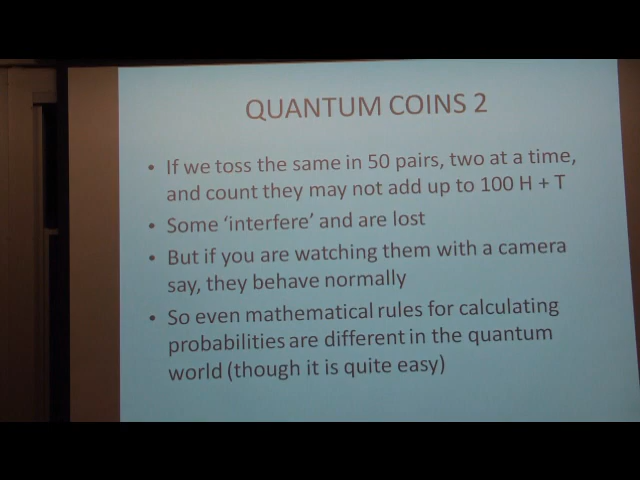 QUANTUM COINS 2
• If we toss the same in 50 pairs, two at a time,
and count they may not add up to 100 H + T
• Some ‘interfere’ and are lost
• But if you are watching them with a camera
say, they behave normally
• So even mathematical rules for calculating
probabilities are different in the quantum
world (though it is quite easy)